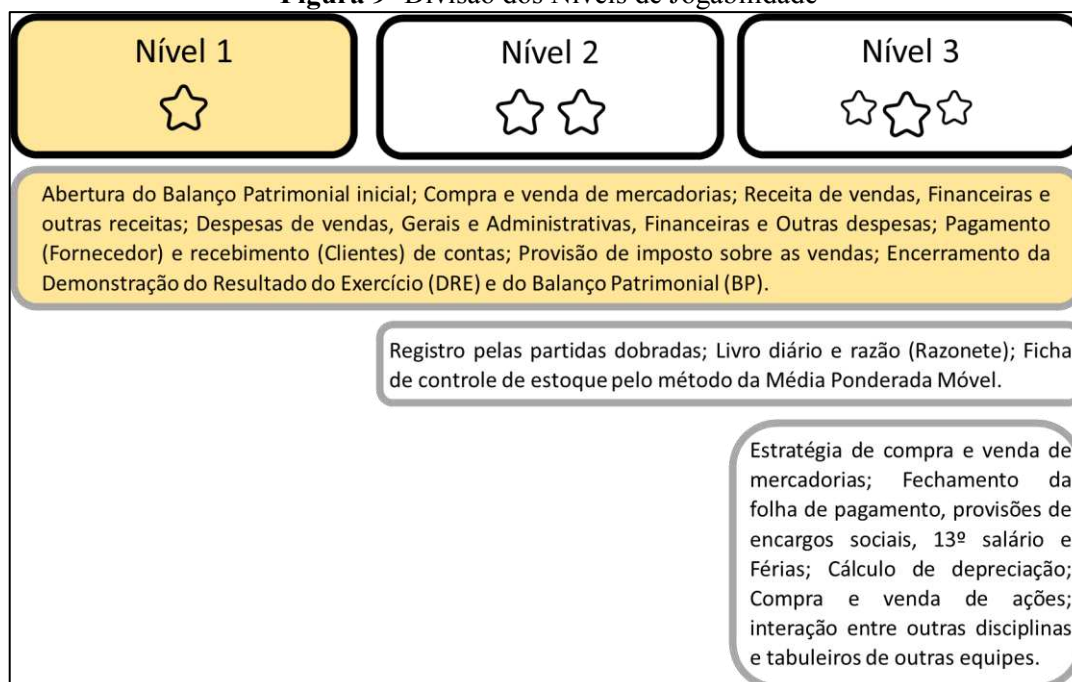 Figura 9- Divisão dos Níveis de Jogabilidade
Nível 1
Nível 2
Nível 3
Abertura do Balanço Patrimonial inicial; Compra e venda de mercadorias; Receita de vendas, Financeiras e
outras receitas; Despesas de vendas, Gerais e Administrativas, Financeiras e Outras despesas; Pagamento
(Fornecedor) e recebimento (Clientes) de contas; Provisão de imposto sobre as vendas; Encerramento da
Demonstração do Resultado do Exercício (DRE) e do Balanço Patrimonial (BP).
Registro pelas partidas dobradas; Livro diário e razão (Razonete); Ficha
de controle de estoque pelo método da Média Ponderada Móvel.
Estratégia de compra e venda de
mercadorias; Fechamento da
folha de pagamento, provisões de
encargos sociais, 13º salário e
Férias; Cálculo de depreciação;
Compra e venda de ações;
interação entre outras disciplinas
e tabuleiros de outras equipes.